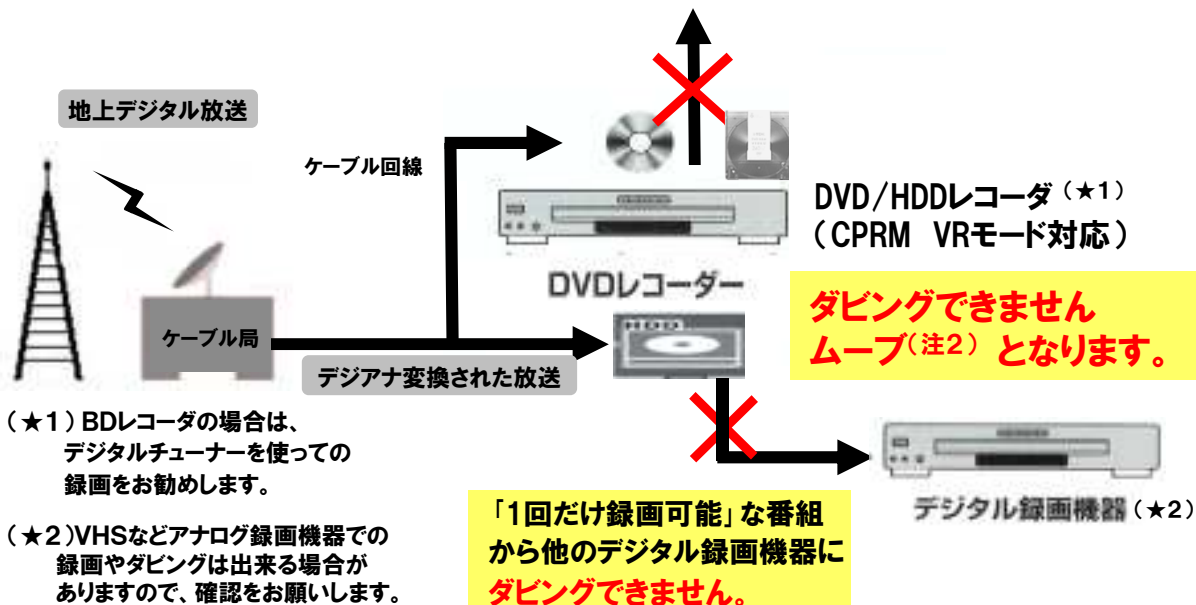 地上デジタル放送
ケーブル回線
DVD/HDDレコーダ(★1)
(CPRM VRモード対応)
DVDレコーダー
ダビングできません
ムーブ(注2)となります。
ケーブル局
HDD
デジアナ変換された放送
(★1)BDレコーダの場合は、
デジタルチューナーを使っての
録画をお勧めします。
デジタル録画機器(★2)
「1回だけ録画可能」な番組
から他のデジタル録画機器に
ダビングできません。
(★2)VHSなどアナログ録画機器での
録画やダビングは出来る場合が
ありますので、確認をお願いします。